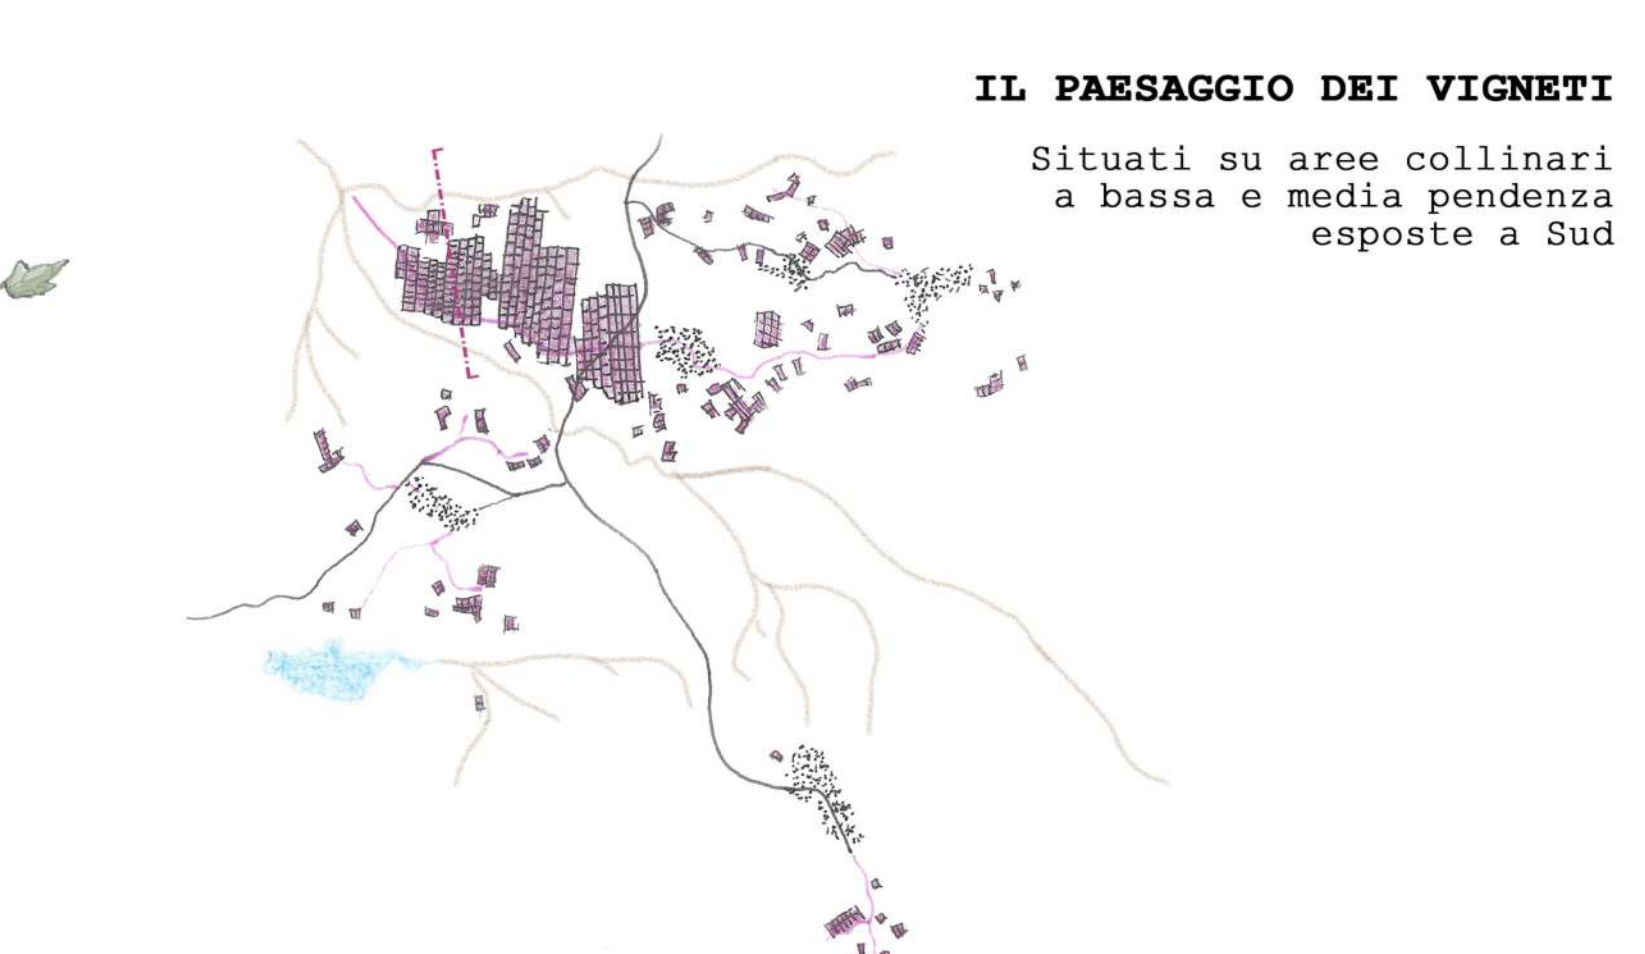 IL PAESAGGIO DEI VIGNETI
Situati su aree collinari
a bassa e media pendenza
esposte a Sud